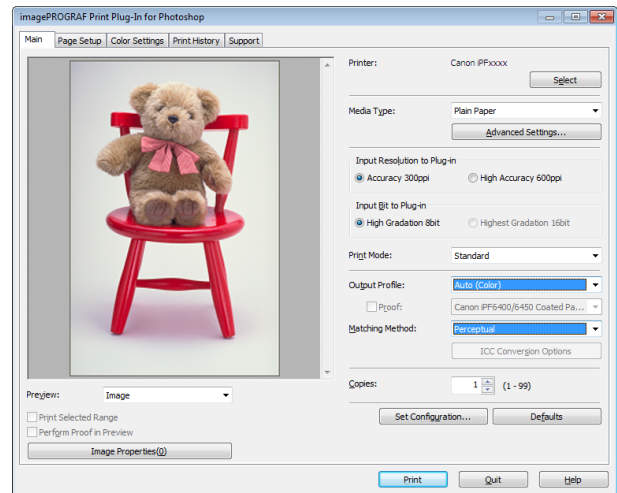 imagePROGRAF Print Plug-In for Photoshop
Main Page Setup Color Settings Print History Support
Printer: Canon iPFxxxx
Select
Media Type: Plain Paper
Advanced Settings...
Input Resolution to Plug-in
Accuracy 300ppi High Accuracy 600ppi
Input Bit to Plug-in
High Gradation 8bit Highest Gradation 16bit
Print Mode: Standard
Output Profile: Auto (Color)
Proof: Canon iPF6400/6450 Coated Pa...
Matching Method: Perceptual
ICC Conversion Options
Copies: 1 (1 - 99)
Preview: Image
Print Selected Range
Perform Proof in Preview
Image Properties(0)
Set Configuration... Defaults
Print Quit Help